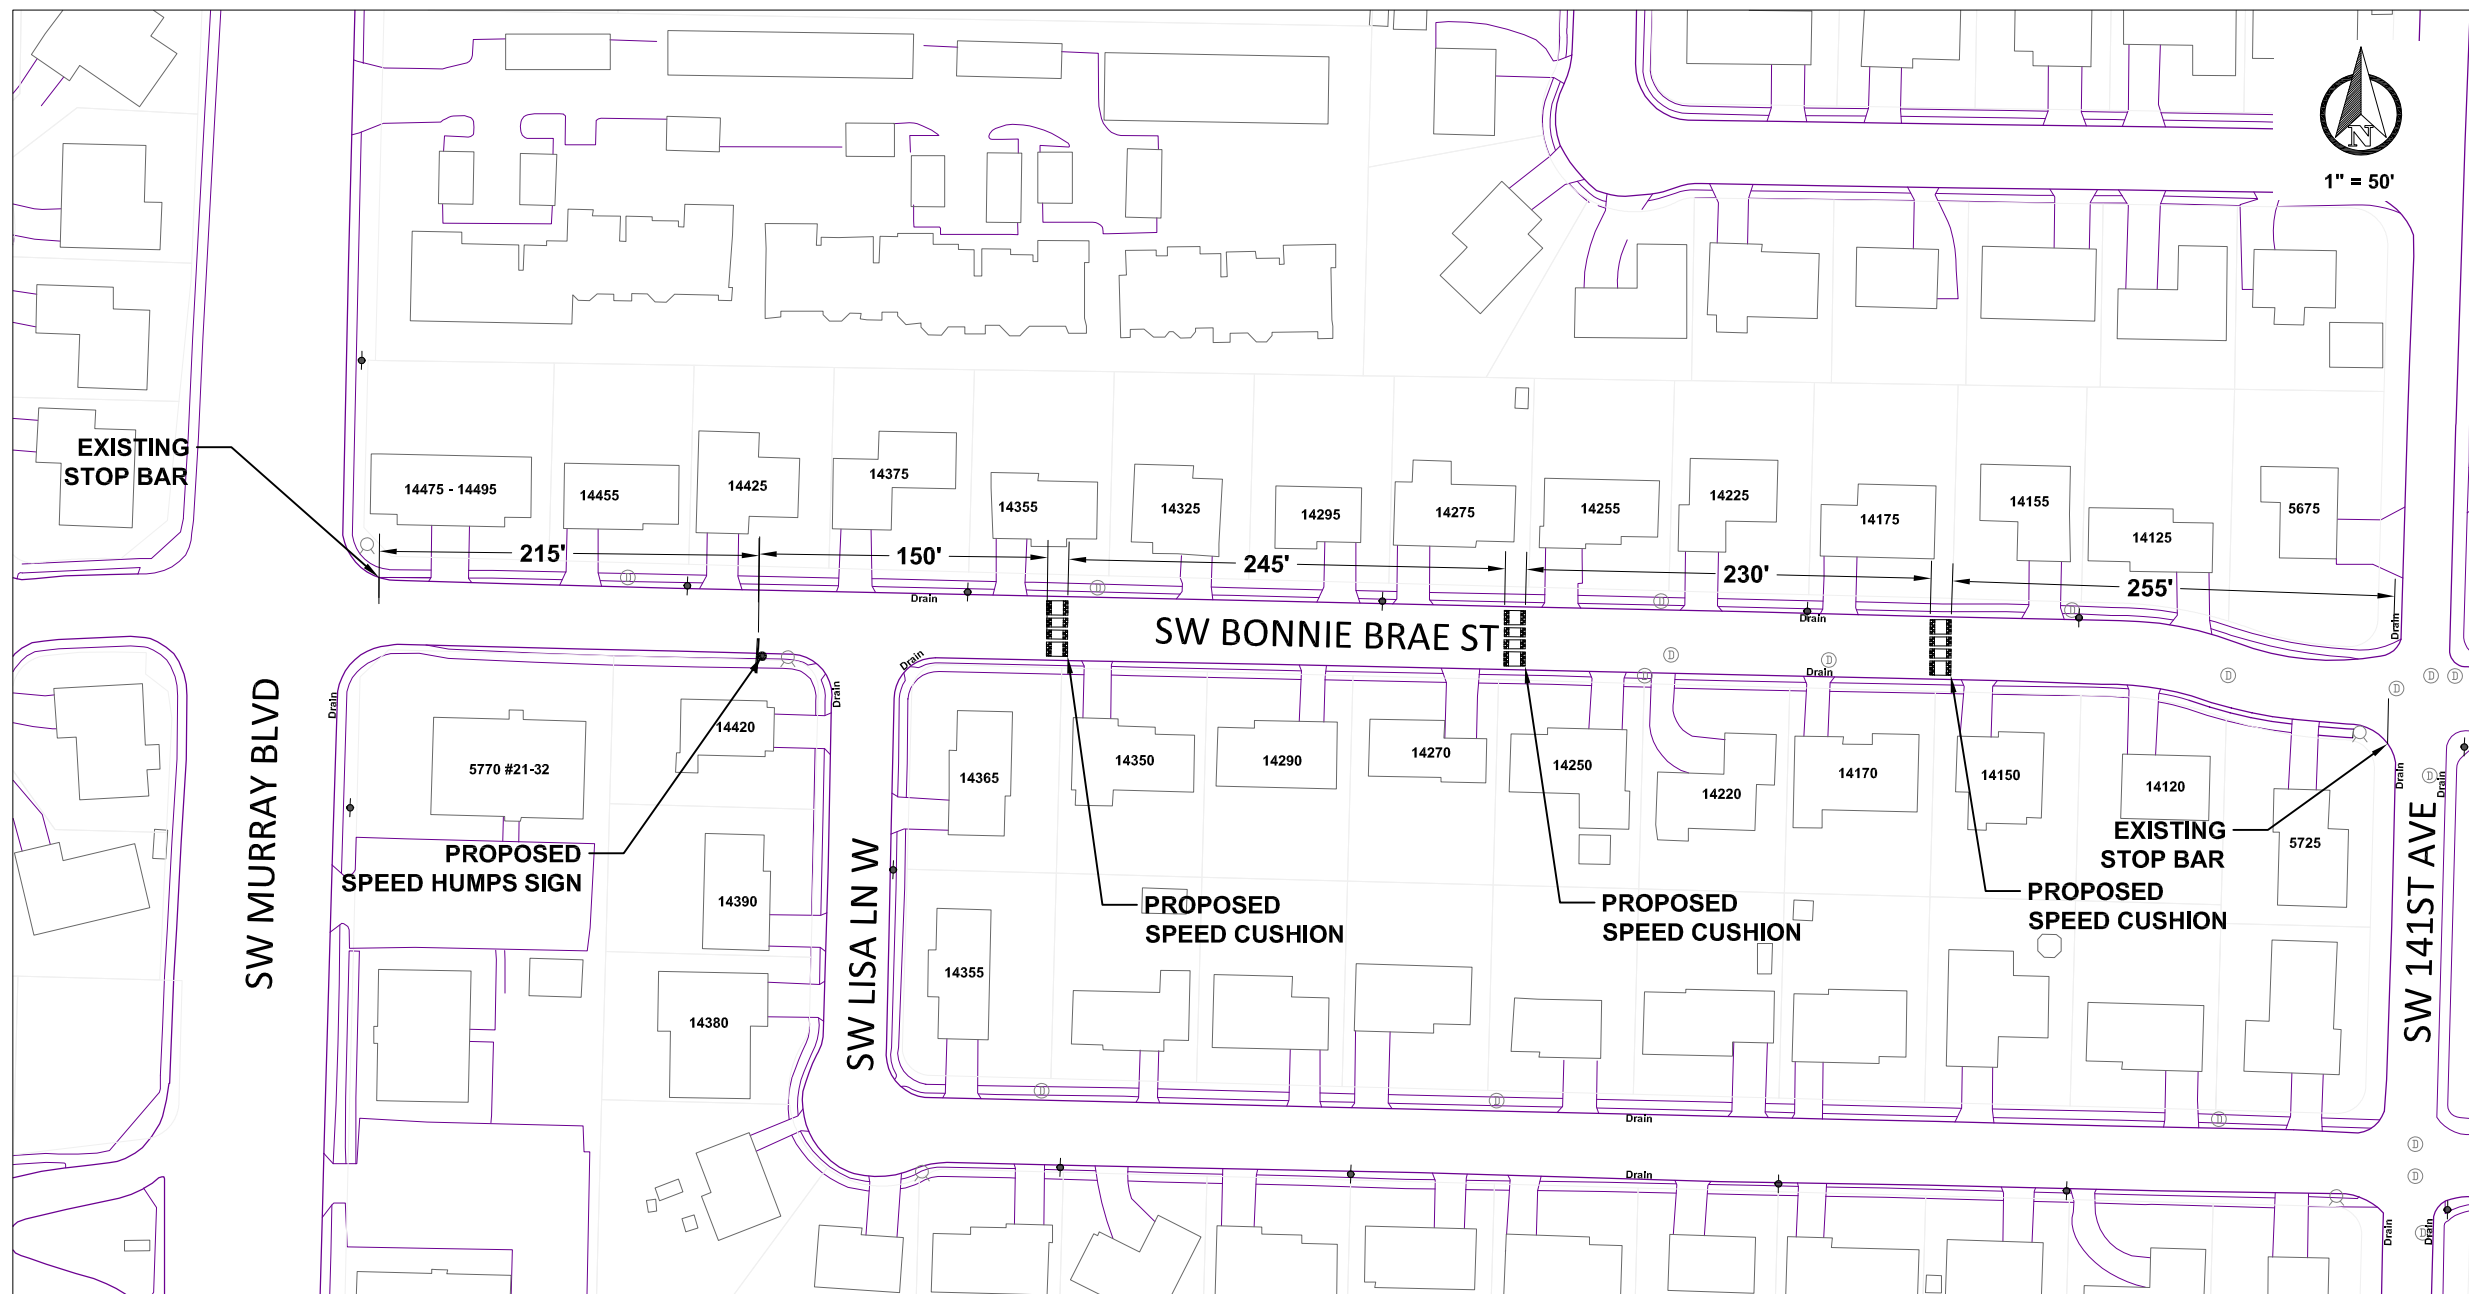 N
1" = 50'
EXISTING
STOP BAR
14475 - 14495
14455
14425
14375
14355
14325
14295
14275
14255
14225
14175
14155
14125
5675
215'
150'
245'
230'
255'
D
D
D
D
Drain
Drain
Drain
SW BONNIE BRAE ST
Drain
Drain
Drain
Drain
D
D
D
D
D
D
D
SW MURRAY BLVD
5770 #21-32
14420
14365
14350
14290
14270
14250
14220
14170
14150
14120
5725
Drain
Drain
D
PROPOSED
SPEED HUMPS SIGN
14390
14380
SW LISA LN W
14355
PROPOSED
SPEED CUSHION
PROPOSED
SPEED CUSHION
PROPOSED
SPEED CUSHION
EXISTING
STOP BAR
SW 141ST AVE
D
D
D
Drain
Drain
D
D
D
Drain
Drain